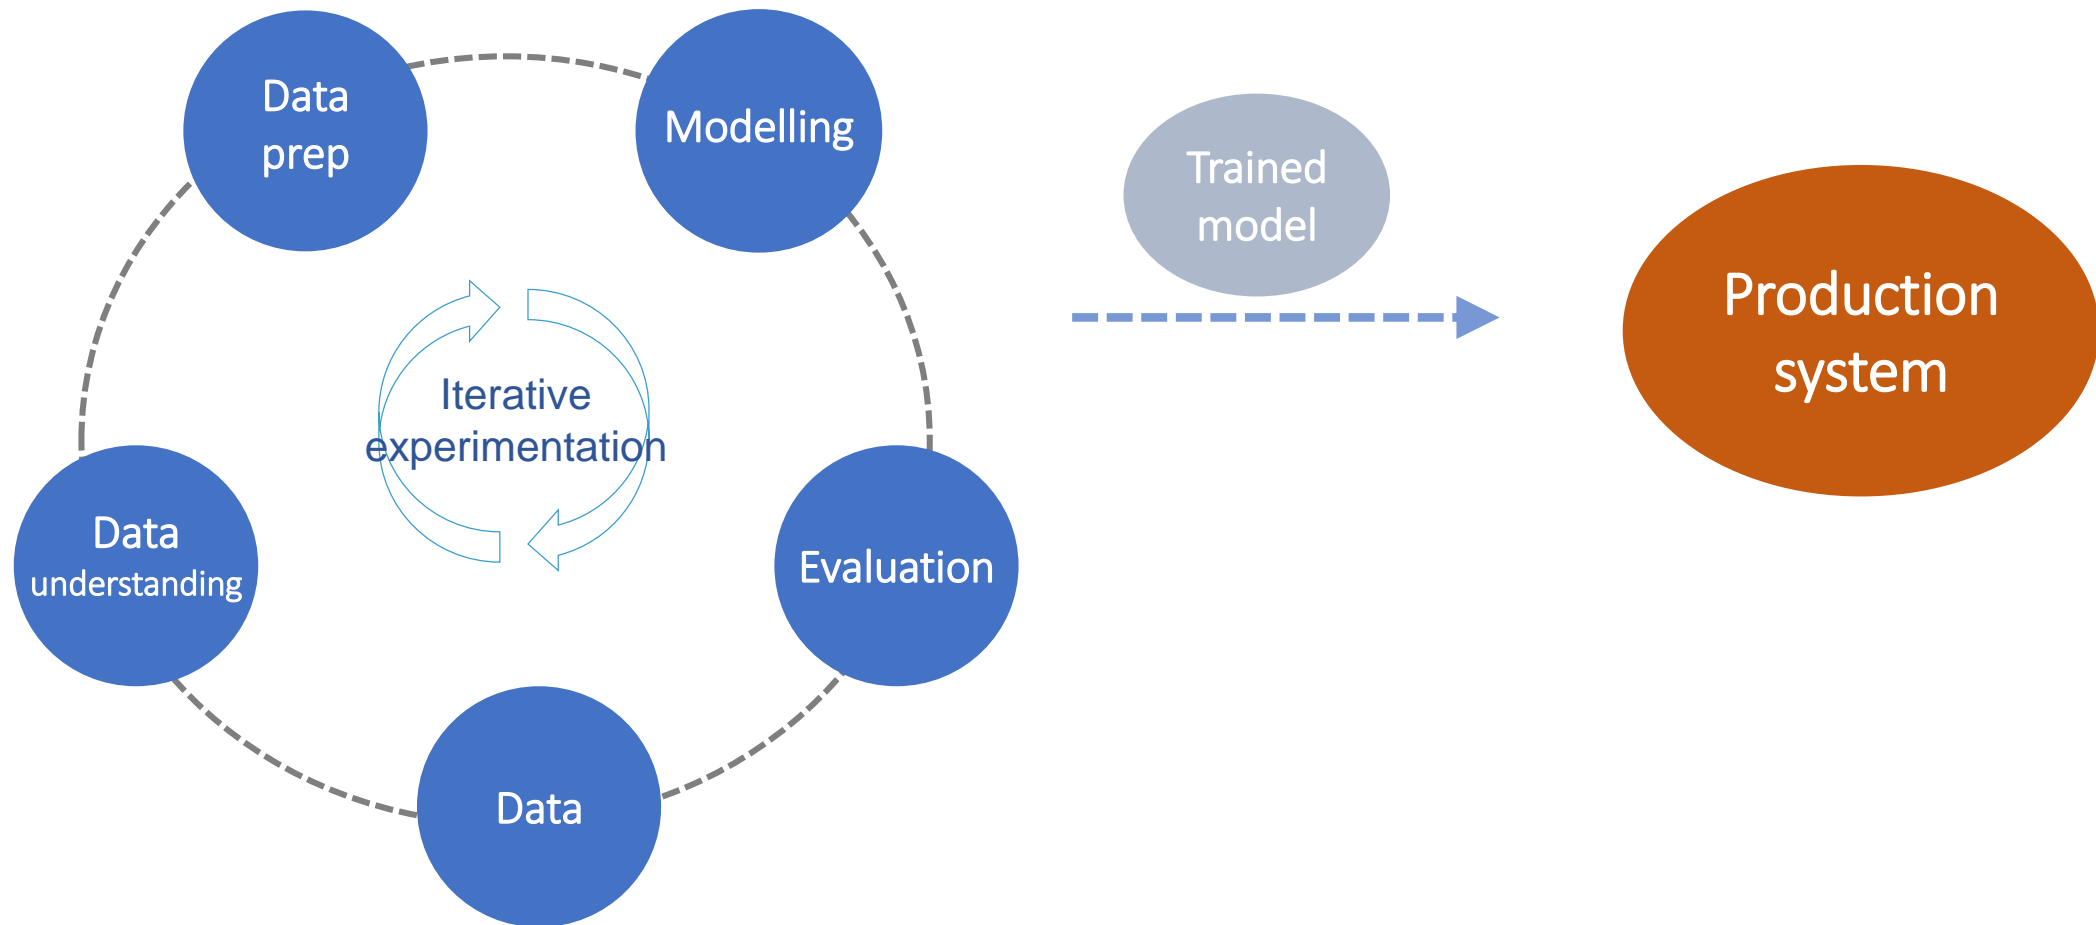 Data
prep
Modelling
Trained
model
Production
system
Iterative
experimentation
Data
understanding
Evaluation
Data